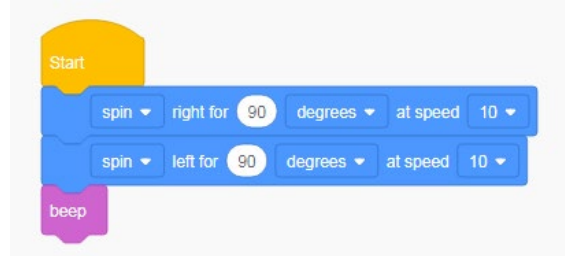 Start
spin right for 90 degrees at speed 10
spin left for 90 degrees at speed 10
beep